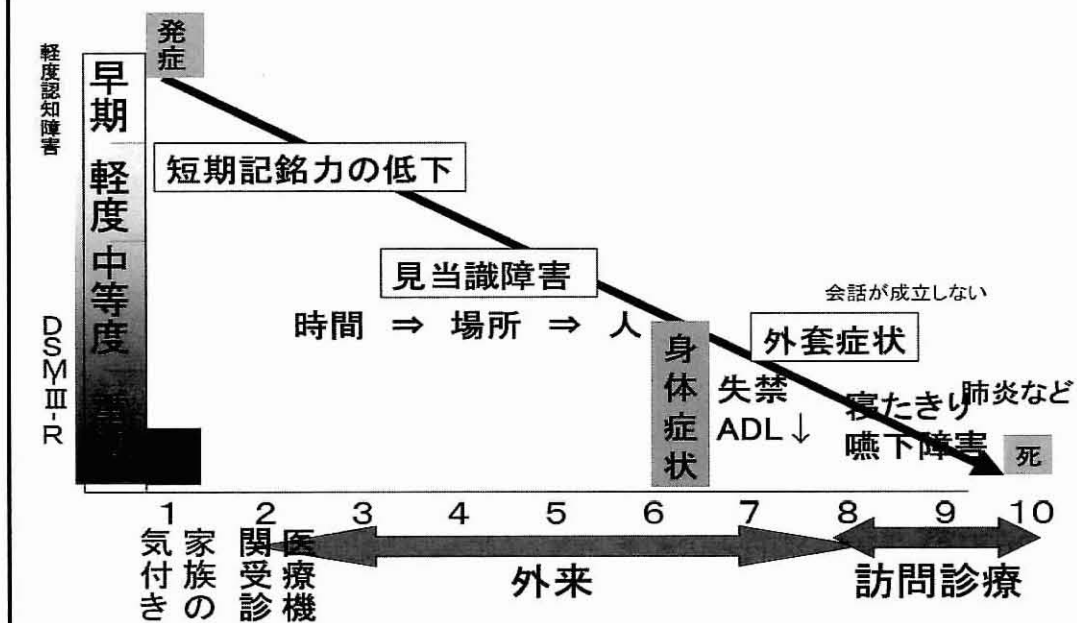 発症
軽度認知障害
早期
軽度
中等度
DSM-Ⅲ-R
短期記銘力の低下
見当識障害
時間 ⇒ 場所 ⇒ 人
会話が成立しない
外套症状
身体症状
失禁
ADL↓
寝たきり
嚥下障害
肺炎など
死
1 2 3 4 5 6 7 8 9 10
家族の気付き
医療機関受診
外来
訪問診療